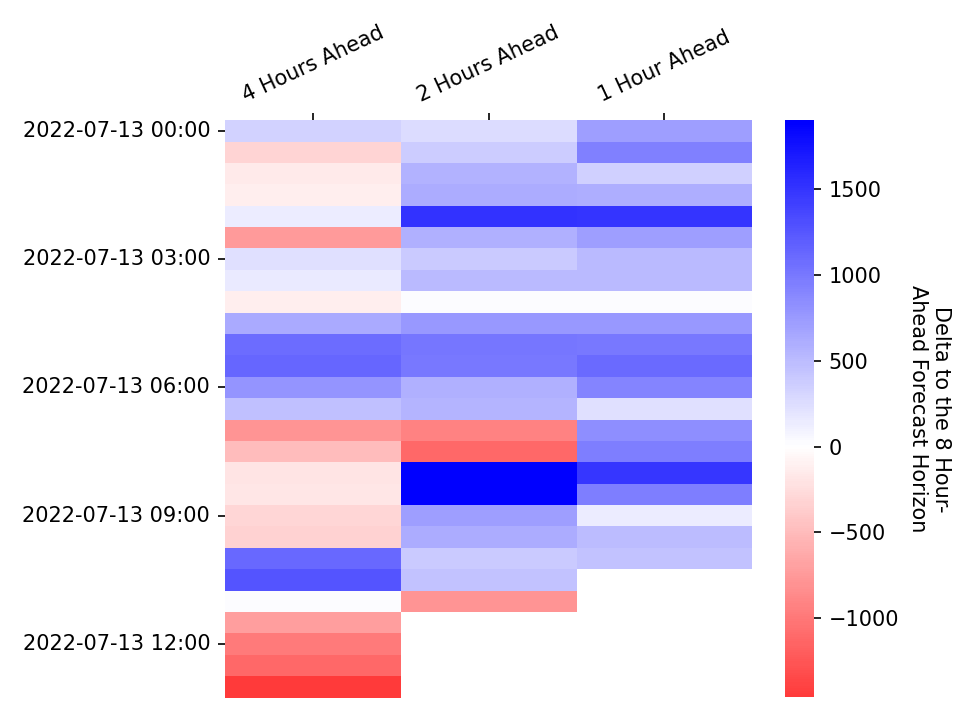 4 Hours Ahead
2 Hours Ahead
1 Hour Ahead
2022-07-13 00:00
2022-07-13 03:00
2022-07-13 06:00
2022-07-13 09:00
2022-07-13 12:00
1500
1000
500
0
−500
−1000
Delta to the 8 Hour-
Ahead Forecast Horizon